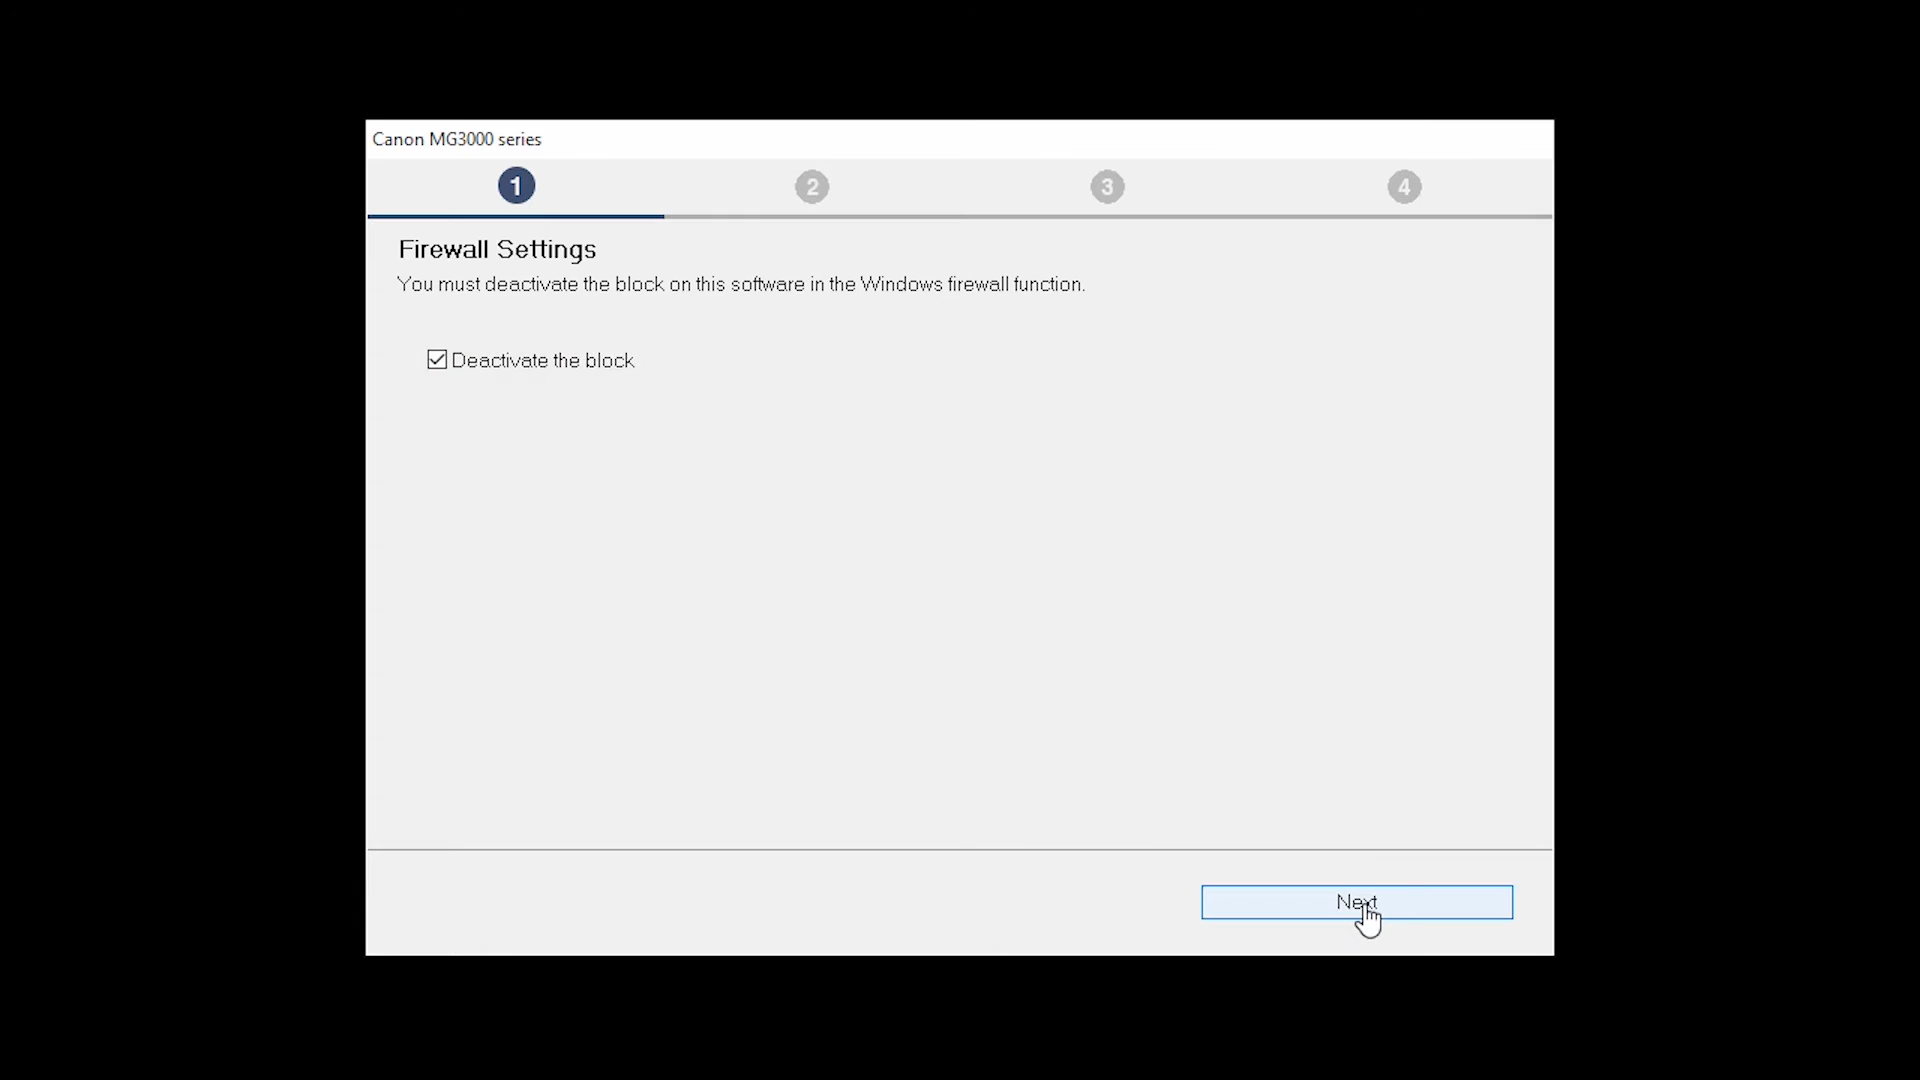 Canon MG3000 series
1 2 3 4
Firewall Settings
You must deactivate the block on this software in the Windows firewall function.
Deactivate the block
Next